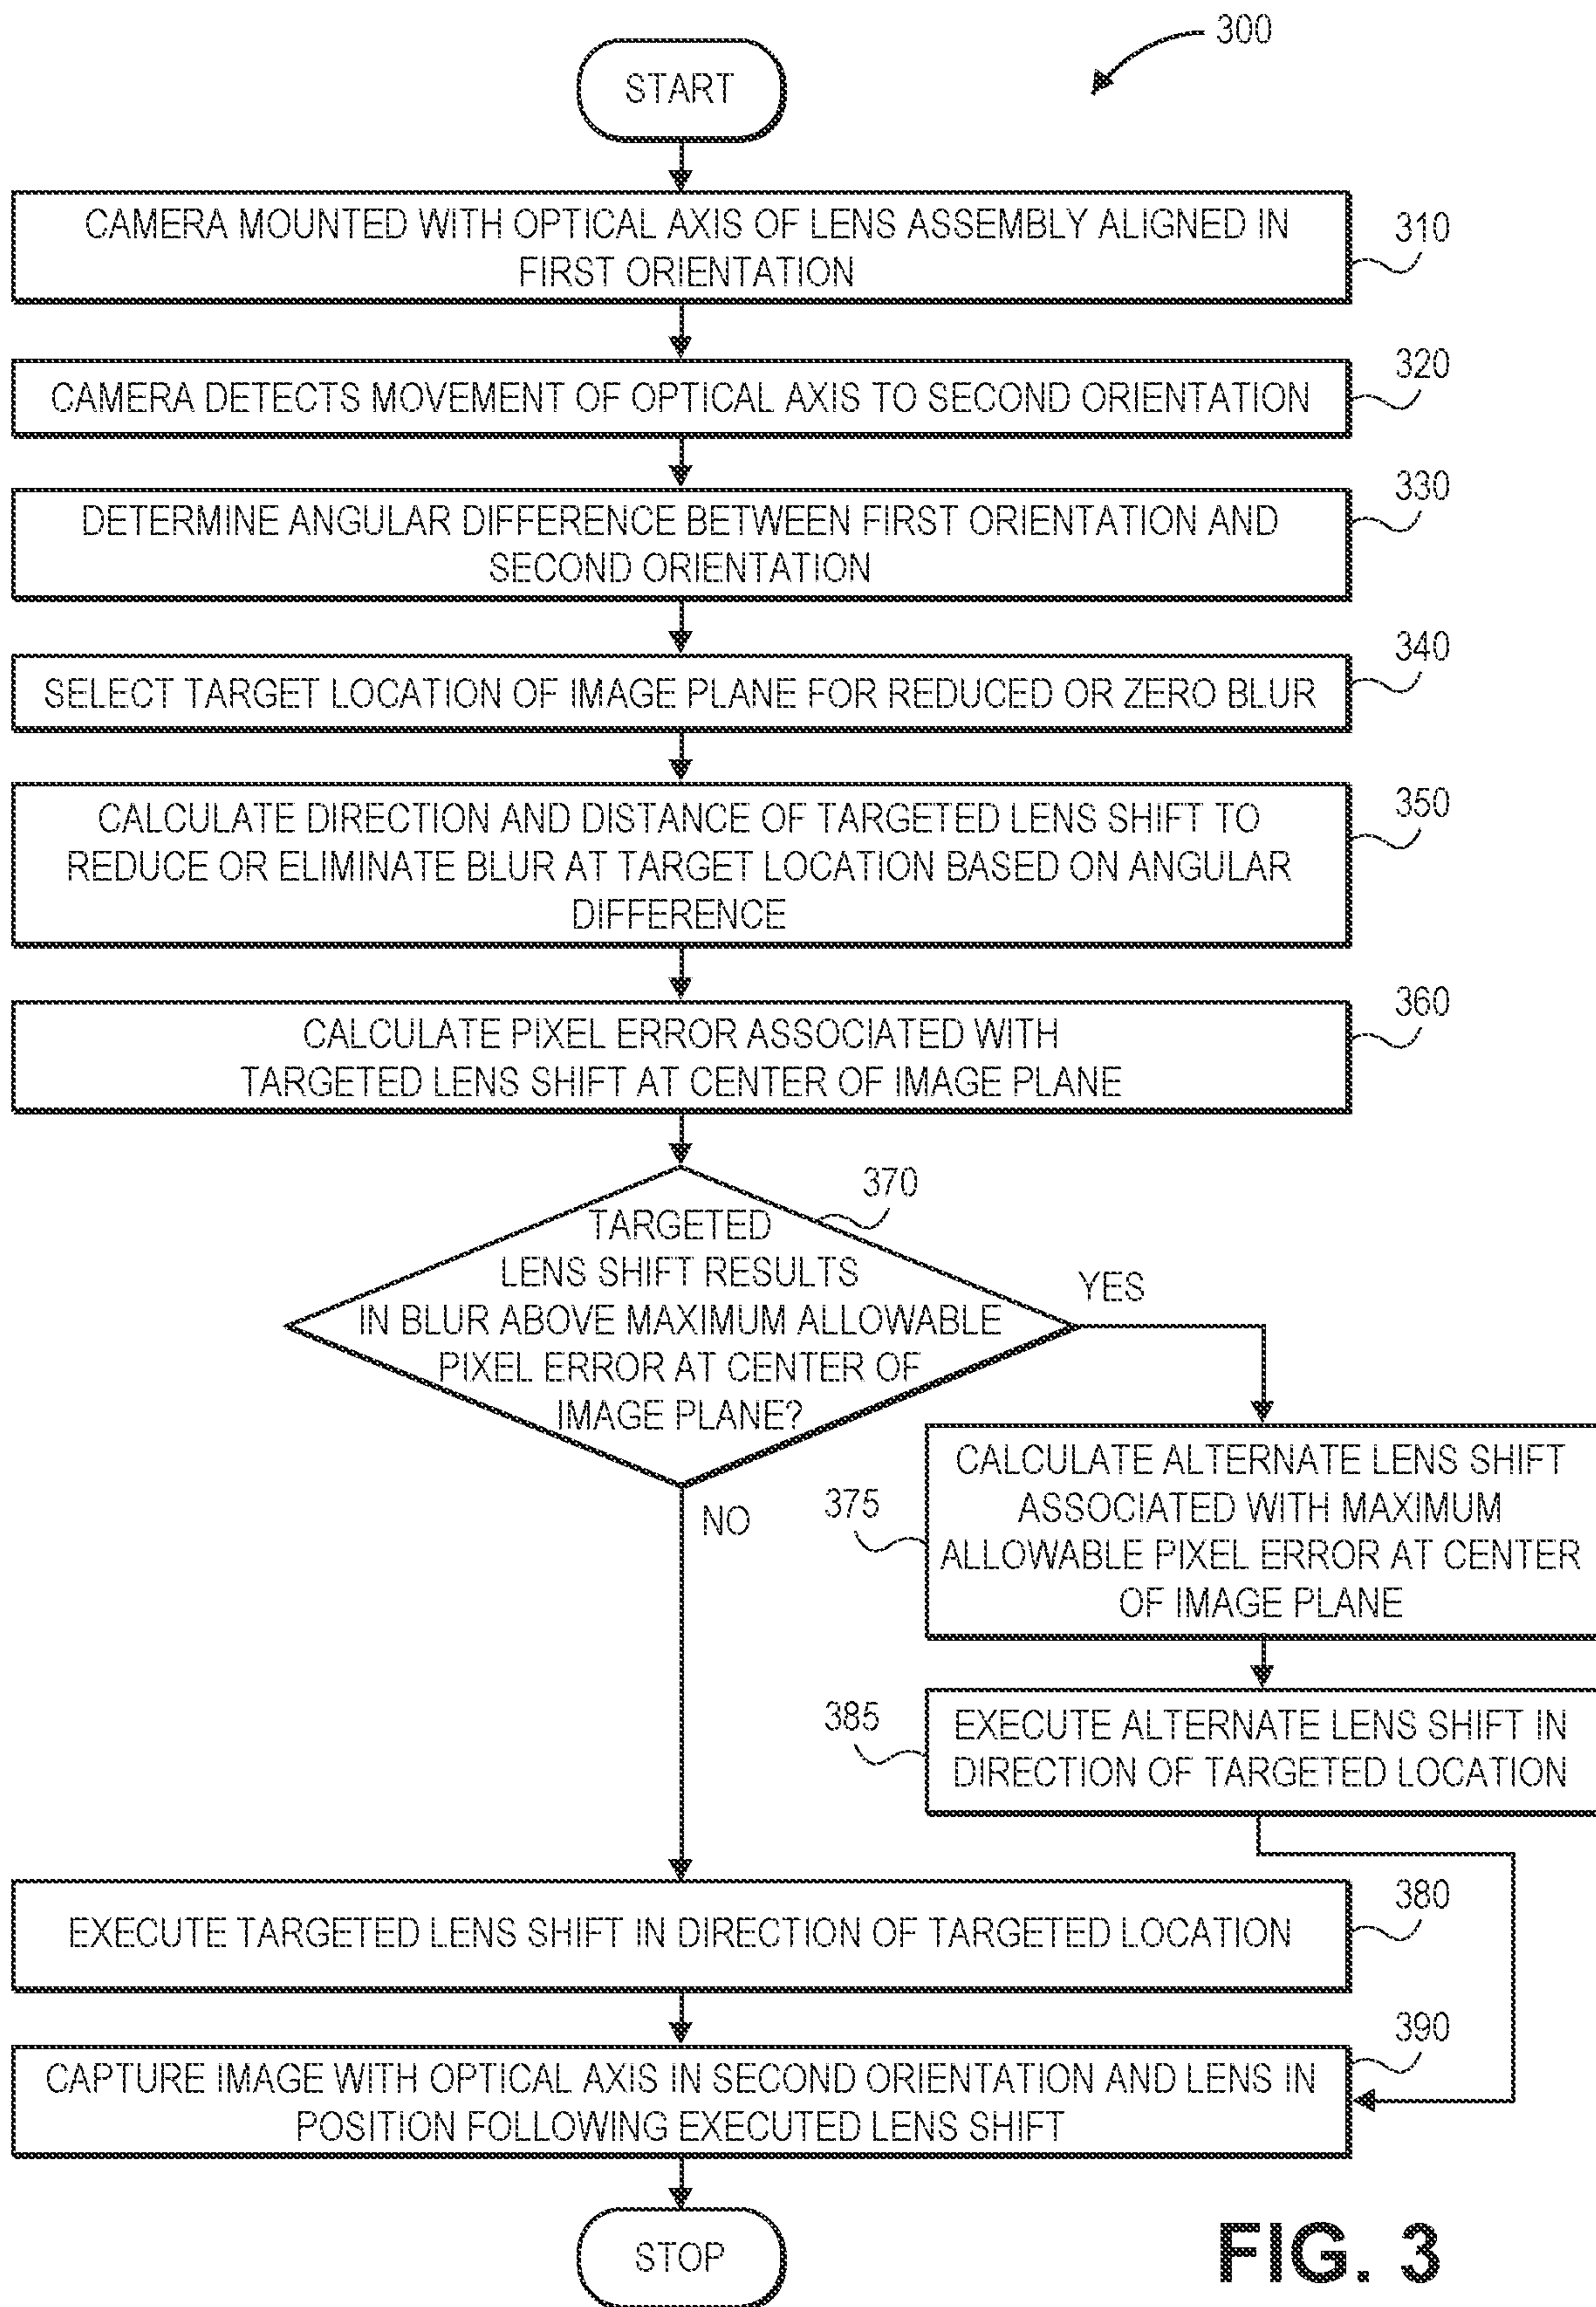 300
START
CAMERA MOUNTED WITH OPTICAL AXIS OF LENS ASSEMBLY ALIGNED IN
FIRST ORIENTATION
310
CAMERA DETECTS MOVEMENT OF OPTICAL AXIS TO SECOND ORIENTATION
320
DETERMINE ANGULAR DIFFERENCE BETWEEN FIRST ORIENTATION AND
SECOND ORIENTATION
330
SELECT TARGET LOCATION OF IMAGE PLANE FOR REDUCED OR ZERO BLUR
340
CALCULATE DIRECTION AND DISTANCE OF TARGETED LENS SHIFT TO
REDUCE OR ELIMINATE BLUR AT TARGET LOCATION BASED ON ANGULAR
DIFFERENCE
350
CALCULATE PIXEL ERROR ASSOCIATED WITH
TARGETED LENS SHIFT AT CENTER OF IMAGE PLANE
360
TARGETED
LENS SHIFT RESULTS
IN BLUR ABOVE MAXIMUM ALLOWABLE
PIXEL ERROR AT CENTER OF
IMAGE PLANE?
370
YES
NO
CALCULATE ALTERNATE LENS SHIFT
ASSOCIATED WITH MAXIMUM
ALLOWABLE PIXEL ERROR AT CENTER
OF IMAGE PLANE
375
EXECUTE ALTERNATE LENS SHIFT IN
DIRECTION OF TARGETED LOCATION
385
EXECUTE TARGETED LENS SHIFT IN DIRECTION OF TARGETED LOCATION
380
CAPTURE IMAGE WITH OPTICAL AXIS IN SECOND ORIENTATION AND LENS IN
POSITION FOLLOWING EXECUTED LENS SHIFT
390
STOP
FIG. 3